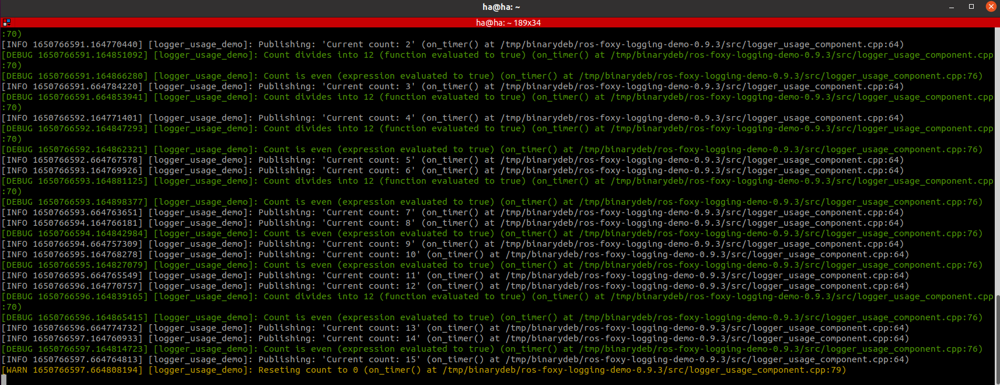 ha@ha: ~
ha@ha: ~ 189x34
:70)
[INFO 1650766591.164770440] [logger_usage_demo]: Publishing: 'Current count: 2' (on_timer() at /tmp/binarydeb/ros-foxy-logging-demo-0.9.3/src/logger_usage_component.cpp:64)
[DEBUG 1650766591.164851092] [logger_usage_demo]: Count divides into 12 (function evaluated to true) (on_timer() at /tmp/binarydeb/ros-foxy-logging-demo-0.9.3/src/logger_usage_component.cpp
:70)
[DEBUG 1650766591.164866280] [logger_usage_demo]: Count is even (expression evaluated to true) (on_timer() at /tmp/binarydeb/ros-foxy-logging-demo-0.9.3/src/logger_usage_component.cpp:76)
[INFO 1650766591.664784220] [logger_usage_demo]: Publishing: 'Current count: 3' (on_timer() at /tmp/binarydeb/ros-foxy-logging-demo-0.9.3/src/logger_usage_component.cpp:64)
[DEBUG 1650766591.664853941] [logger_usage_demo]: Count divides into 12 (function evaluated to true) (on_timer() at /tmp/binarydeb/ros-foxy-logging-demo-0.9.3/src/logger_usage_component.cpp
:70)
[INFO 1650766592.164771401] [logger_usage_demo]: Publishing: 'Current count: 4' (on_timer() at /tmp/binarydeb/ros-foxy-logging-demo-0.9.3/src/logger_usage_component.cpp:64)
[DEBUG 1650766592.164847293] [logger_usage_demo]: Count divides into 12 (function evaluated to true) (on_timer() at /tmp/binarydeb/ros-foxy-logging-demo-0.9.3/src/logger_usage_component.cpp
:70)
[DEBUG 1650766592.164862321] [logger_usage_demo]: Count is even (expression evaluated to true) (on_timer() at /tmp/binarydeb/ros-foxy-logging-demo-0.9.3/src/logger_usage_component.cpp:76)
[INFO 1650766592.664767578] [logger_usage_demo]: Publishing: 'Current count: 5' (on_timer() at /tmp/binarydeb/ros-foxy-logging-demo-0.9.3/src/logger_usage_component.cpp:64)
[INFO 1650766593.164769926] [logger_usage_demo]: Publishing: 'Current count: 6' (on_timer() at /tmp/binarydeb/ros-foxy-logging-demo-0.9.3/src/logger_usage_component.cpp:64)
[DEBUG 1650766593.164881125] [logger_usage_demo]: Count divides into 12 (function evaluated to true) (on_timer() at /tmp/binarydeb/ros-foxy-logging-demo-0.9.3/src/logger_usage_component.cpp
:70)
[DEBUG 1650766593.164898377] [logger_usage_demo]: Count is even (expression evaluated to true) (on_timer() at /tmp/binarydeb/ros-foxy-logging-demo-0.9.3/src/logger_usage_component.cpp:76)
[INFO 1650766593.664763651] [logger_usage_demo]: Publishing: 'Current count: 7' (on_timer() at /tmp/binarydeb/ros-foxy-logging-demo-0.9.3/src/logger_usage_component.cpp:64)
[INFO 1650766594.164766181] [logger_usage_demo]: Publishing: 'Current count: 8' (on_timer() at /tmp/binarydeb/ros-foxy-logging-demo-0.9.3/src/logger_usage_component.cpp:64)
[DEBUG 1650766594.164842984] [logger_usage_demo]: Count is even (expression evaluated to true) (on_timer() at /tmp/binarydeb/ros-foxy-logging-demo-0.9.3/src/logger_usage_component.cpp:76)
[INFO 1650766594.664757309] [logger_usage_demo]: Publishing: 'Current count: 9' (on_timer() at /tmp/binarydeb/ros-foxy-logging-demo-0.9.3/src/logger_usage_component.cpp:64)
[INFO 1650766595.164768278] [logger_usage_demo]: Publishing: 'Current count: 10' (on_timer() at /tmp/binarydeb/ros-foxy-logging-demo-0.9.3/src/logger_usage_component.cpp:64)
[DEBUG 1650766595.164827079] [logger_usage_demo]: Count is even (expression evaluated to true) (on_timer() at /tmp/binarydeb/ros-foxy-logging-demo-0.9.3/src/logger_usage_component.cpp:76)
[INFO 1650766595.664765549] [logger_usage_demo]: Publishing: 'Current count: 11' (on_timer() at /tmp/binarydeb/ros-foxy-logging-demo-0.9.3/src/logger_usage_component.cpp:64)
[INFO 1650766596.164770757] [logger_usage_demo]: Publishing: 'Current count: 12' (on_timer() at /tmp/binarydeb/ros-foxy-logging-demo-0.9.3/src/logger_usage_component.cpp:64)
[DEBUG 1650766596.164839165] [logger_usage_demo]: Count divides into 12 (function evaluated to true) (on_timer() at /tmp/binarydeb/ros-foxy-logging-demo-0.9.3/src/logger_usage_component.cpp
:70)
[DEBUG 1650766596.164865415] [logger_usage_demo]: Count is even (expression evaluated to true) (on_timer() at /tmp/binarydeb/ros-foxy-logging-demo-0.9.3/src/logger_usage_component.cpp:76)
[INFO 1650766596.664774732] [logger_usage_demo]: Publishing: 'Current count: 13' (on_timer() at /tmp/binarydeb/ros-foxy-logging-demo-0.9.3/src/logger_usage_component.cpp:64)
[INFO 1650766597.164760933] [logger_usage_demo]: Publishing: 'Current count: 14' (on_timer() at /tmp/binarydeb/ros-foxy-logging-demo-0.9.3/src/logger_usage_component.cpp:64)
[DEBUG 1650766597.164814723] [logger_usage_demo]: Count is even (expression evaluated to true) (on_timer() at /tmp/binarydeb/ros-foxy-logging-demo-0.9.3/src/logger_usage_component.cpp:76)
[INFO 1650766597.664764813] [logger_usage_demo]: Publishing: 'Current count: 15' (on_timer() at /tmp/binarydeb/ros-foxy-logging-demo-0.9.3/src/logger_usage_component.cpp:64)
[WARN 1650766597.664808194] [logger_usage_demo]: Reseting count to 0 (on_timer() at /tmp/binarydeb/ros-foxy-logging-demo-0.9.3/src/logger_usage_component.cpp:79)